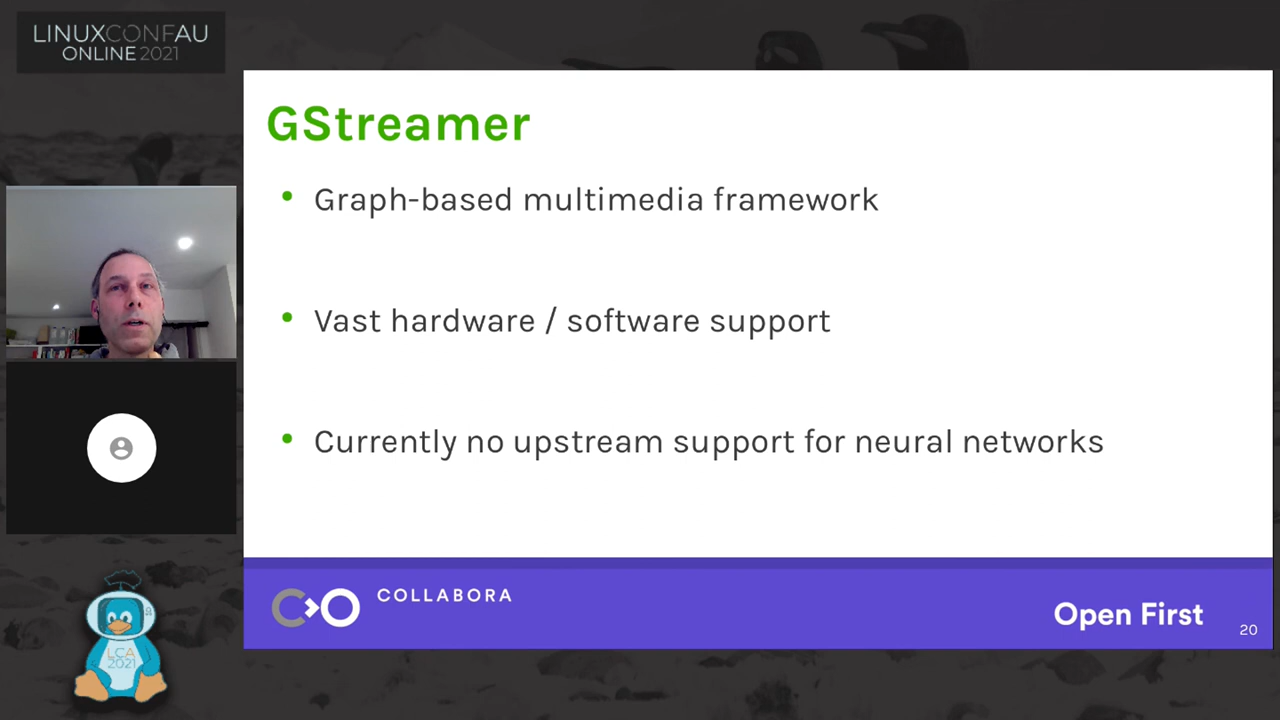 LINUXCONFAU
ONLINE 2021
GStreamer
• Graph-based multimedia framework
• Vast hardware / software support
• Currently no upstream support for neural networks
COLLABORA
Open First
20
LCA
2021